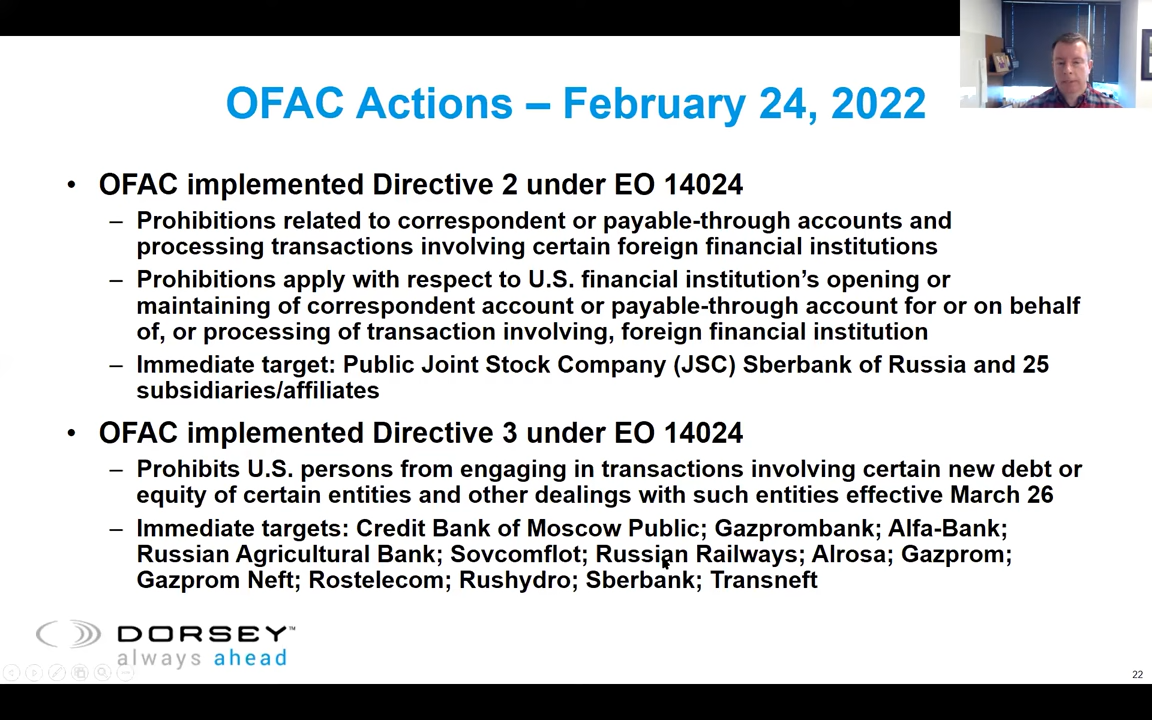 OFAC Actions – February 24, 2022
• OFAC implemented Directive 2 under EO 14024
– Prohibitions related to correspondent or payable-through accounts and
processing transactions involving certain foreign financial institutions
– Prohibitions apply with respect to U.S. financial institution’s opening or
maintaining of correspondent account or payable-through account for or on behalf
of, or processing of transaction involving, foreign financial institution
– Immediate target: Public Joint Stock Company (JSC) Sberbank of Russia and 25
subsidiaries/affiliates
• OFAC implemented Directive 3 under EO 14024
– Prohibits U.S. persons from engaging in transactions involving certain new debt or
equity of certain entities and other dealings with such entities effective March 26
– Immediate targets: Credit Bank of Moscow Public; Gazprombank; Alfa-Bank;
Russian Agricultural Bank; Sovcomflot; Russian Railways; Alrosa; Gazprom;
Gazprom Neft; Rostelecom; Rushydro; Sberbank; Transneft
DORSEY™
always ahead
22